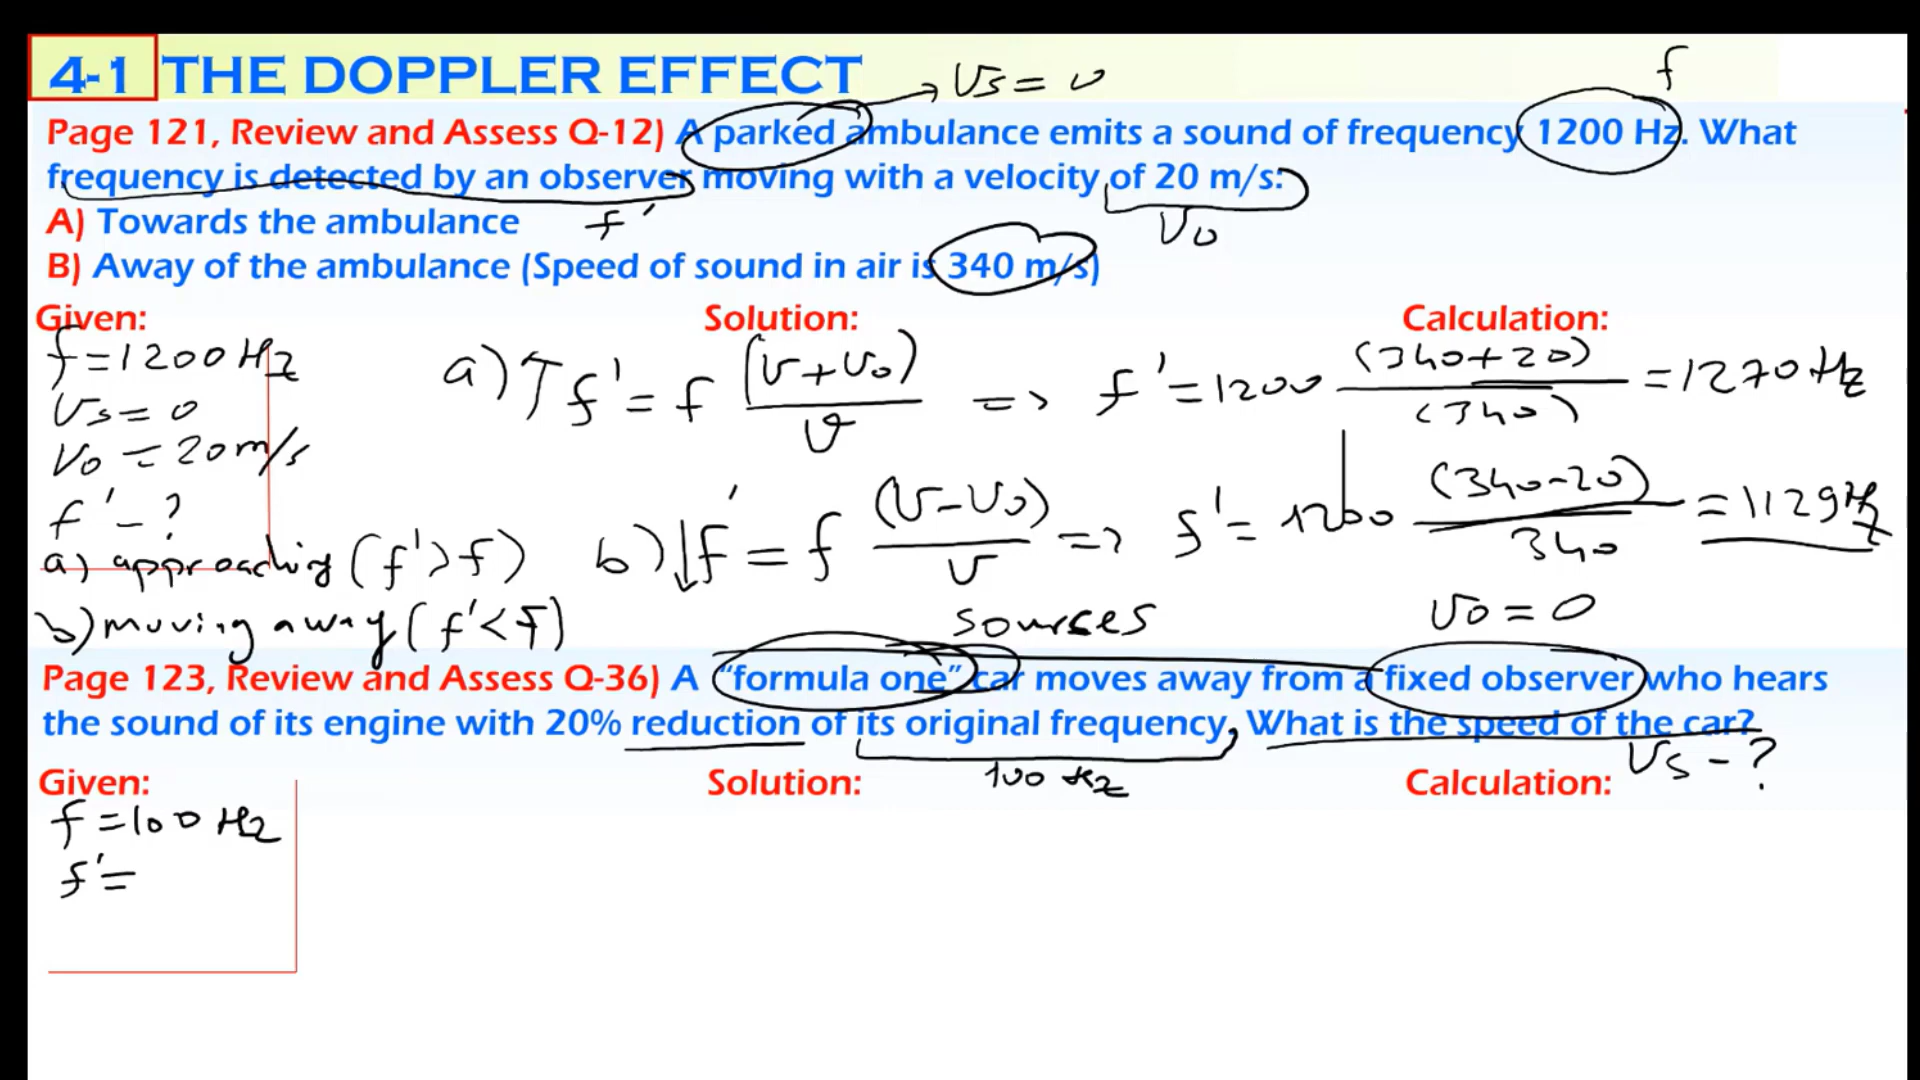 4-1 THE DOPPLER EFFECT
Vs = 0
f
Page 121, Review and Assess Q-12) A parked ambulance emits a sound of frequency 1200 Hz. What
frequency is detected by an observer moving with a velocity of 20 m/s:
A) Towards the ambulance
f'
Vo
B) Away of the ambulance (Speed of sound in air is 340 m/s)
Given:
Solution:
Calculation:
f = 1200 Hz
Vs = 0
Vo = 20 m/s
f' - ?
a) approaching (f' > f)
b) moving away (f' < f)
a) ↑ f' = f (v + vo) / v => f' = 1200 (340 + 20) / (340) = 1270 Hz
b) ↓ f' = f (v - vo) / v => f' = 1200 (340 - 20) / 340 = 1129 Hz
sources
vo = 0
Page 123, Review and Assess Q-36) A “formula one” car moves away from a fixed observer who hears
the sound of its engine with 20% reduction of its original frequency. What is the speed of the car?
100 Hz
Vs - ?
Given:
Solution:
Calculation:
f = 100 Hz
f' =